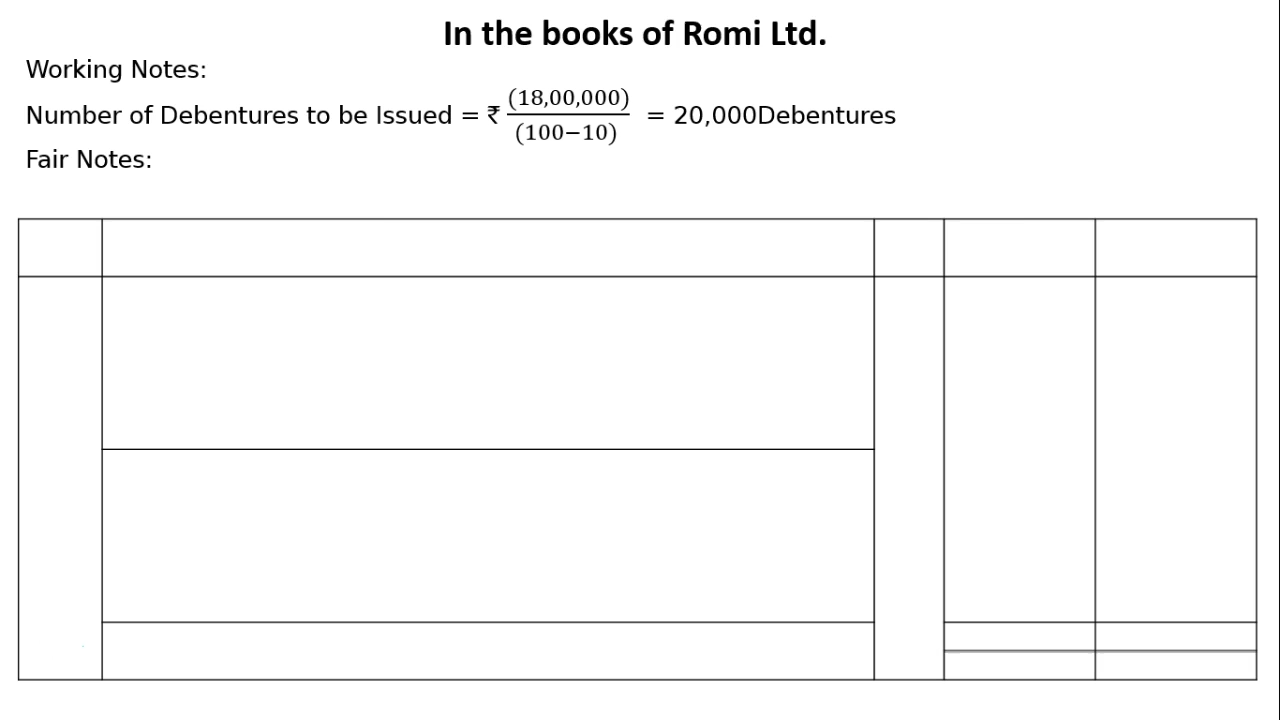 In the books of Romi Ltd.
Working Notes:
Number of Debentures to be Issued = ₹ (18,00,000)/(100−10) = 20,000Debentures
Fair Notes: